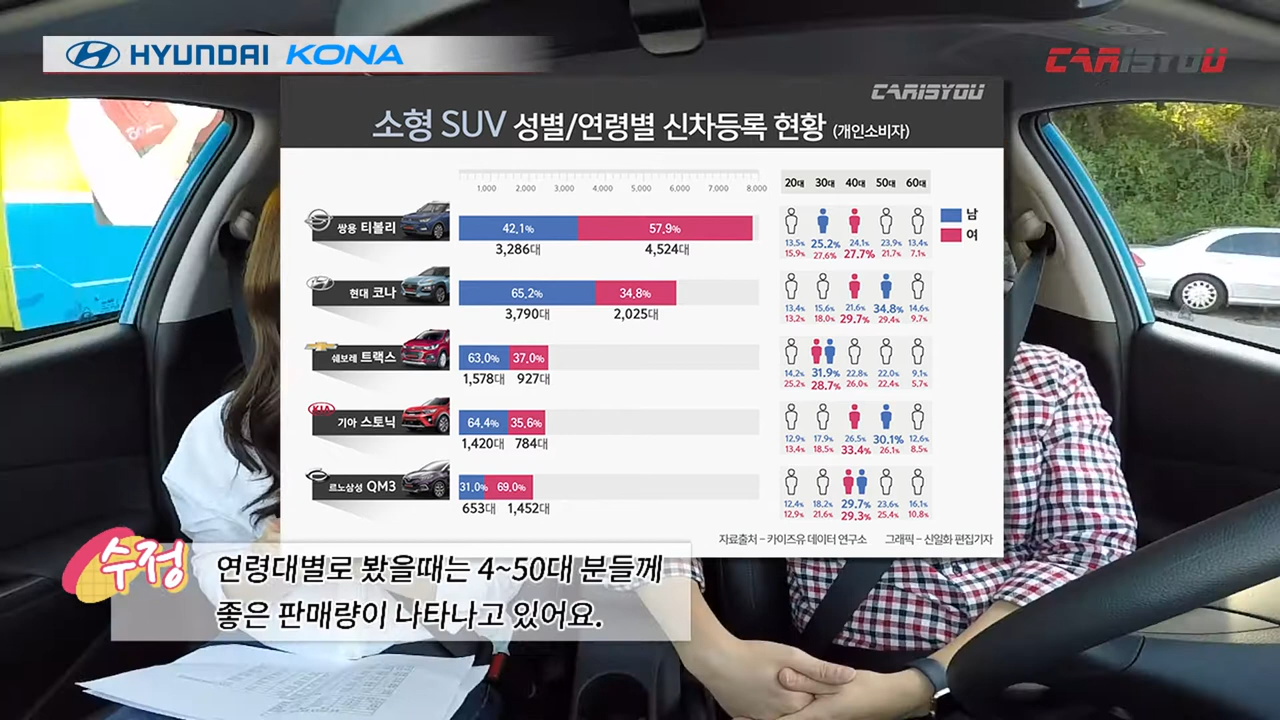 HYUNDAI KONA
CARISYOU
CARISYOU
소형 SUV 성별/연령별 신차등록 현황 (개인소비자)
1,000 2,000 3,000 4,000 5,000 6,000 7,000 8,000
20대 30대 40대 50대 60대
남
여
쌍용 티볼리
42,1% 57,9%
3,286대 4,524대
13,5% 25.2% 24,1% 23,9% 13,4%
15,9% 27,6% 27.7% 21,7% 7,1%
현대 코나
65,2% 34,8%
3,790대 2,025대
13,4% 15,6% 21,6% 34.8% 14,6%
13,2% 18,0% 29.7% 29,4% 9,7%
쉐보레 트랙스
63,0% 37,0%
1,578대 927대
14,2% 31.9% 22,8% 22,0% 9,1%
25,2% 28.7% 26,0% 22,4% 5,7%
KIA
기아 스토닉
64,4% 35,6%
1,420대 784대
12,9% 17,9% 26,5% 30.1% 12,6%
13,4% 18,5% 33.4% 26,1% 8,5%
르노삼성 QM3
31,0% 69,0%
653대 1,452대
12,4% 18,2% 29.7% 23,6% 16,1%
12,9% 21,6% 29.3% 25,4% 10,8%
자료출처 – 카이즈유 데이터 연구소 그래픽 – 신일화 편집기자
수정
연령대별로 봤을때는 4~50대 분들께
좋은 판매량이 나타나고 있어요.